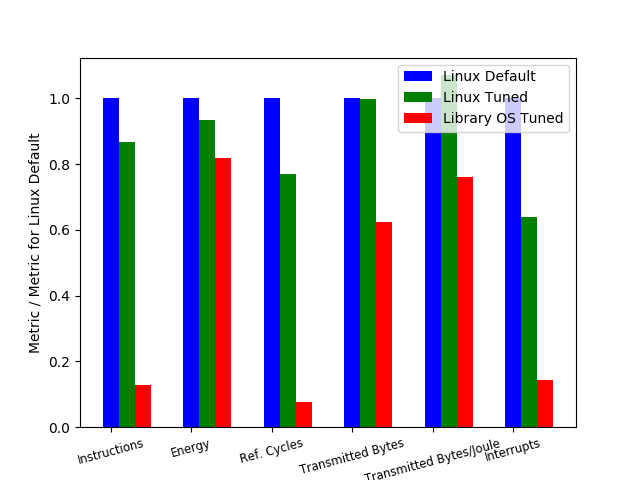 Linux Default
Linux Tuned
Library OS Tuned
Metric / Metric for Linux Default
1.0
0.8
0.6
0.4
0.2
0.0
Instructions
Energy
Ref. Cycles
Transmitted Bytes
Transmitted Bytes/Joule
Interrupts